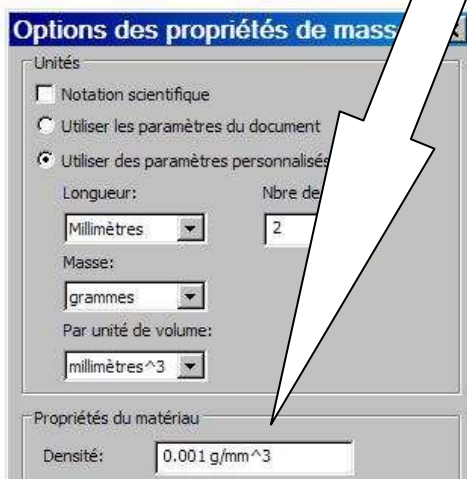 Options des propriétés de mass
Unités
Notation scientifique
Utiliser les paramètres du document
Utiliser des paramètres personnalisés
Longueur: Nbre de
Millimètres 2
Masse:
grammes
Par unité de volume:
millimètres^3
Propriétés du matériau
Densité: 0.001 g/mm^3